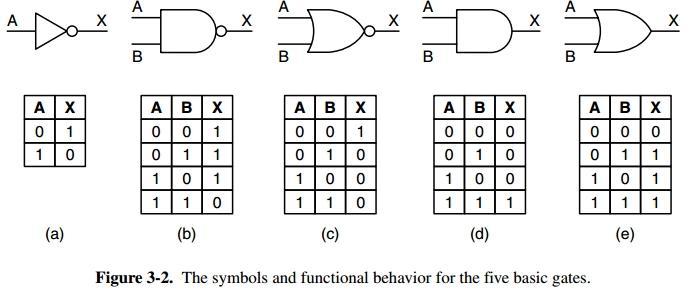 A X A X A X A X A X
B B B B
A X A B X A B X A B X A B X
0 1 0 0 1 0 0 1 0 0 0 0 0 0
1 0 0 1 1 0 1 0 0 1 0 0 1 1
1 0 1 1 0 0 1 0 0 1 0 1
1 1 0 1 1 0 1 1 1 1 1 1
(a) (b) (c) (d) (e)
Figure 3-2. The symbols and functional behavior for the five basic gates.